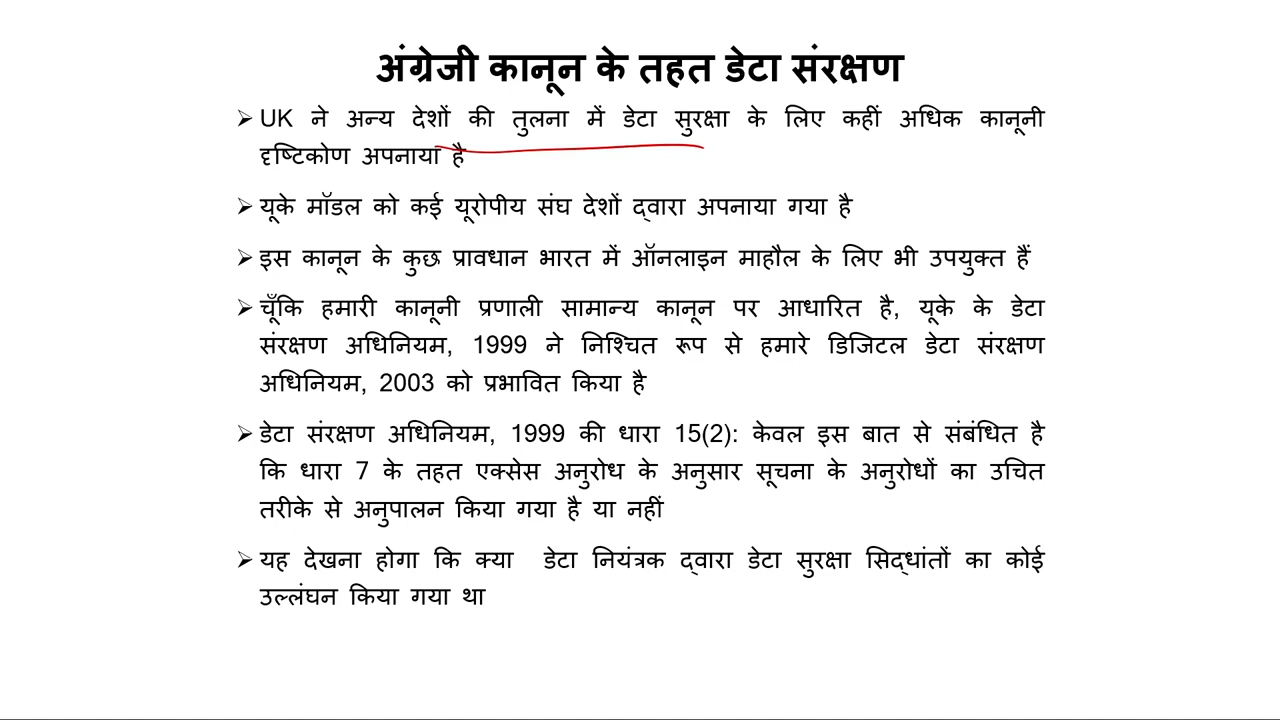 अंग्रेजी कानून के तहत डेटा संरक्षण
➢ UK ने अन्य देशों की तुलना में डेटा सुरक्षा के लिए कहीं अधिक कानूनी
दृष्टिकोण अपनाया है
➢ यूके मॉडल को कई यूरोपीय संघ देशों द्वारा अपनाया गया है
➢ इस कानून के कुछ प्रावधान भारत में ऑनलाइन माहौल के लिए भी उपयुक्त हैं
➢ चूँकि हमारी कानूनी प्रणाली सामान्य कानून पर आधारित है, यूके के डेटा
संरक्षण अधिनियम, 1999 ने निश्चित रूप से हमारे डिजिटल डेटा संरक्षण
अधिनियम, 2003 को प्रभावित किया है
➢ डेटा संरक्षण अधिनियम, 1999 की धारा 15(2): केवल इस बात से संबंधित है
कि धारा 7 के तहत एक्सेस अनुरोध के अनुसार सूचना के अनुरोधों का उचित
तरीके से अनुपालन किया गया है या नहीं
➢ यह देखना होगा कि क्या डेटा नियंत्रक द्वारा डेटा सुरक्षा सिद्धांतों का कोई
उल्लंघन किया गया था